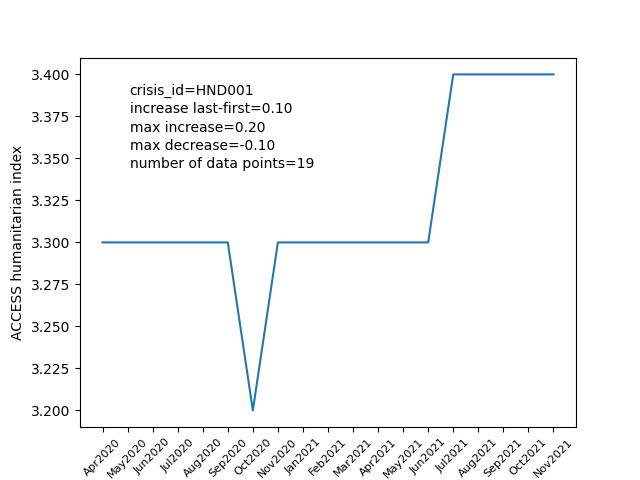 3.400
3.375
3.350
3.325
3.300
3.275
3.250
3.225
3.200
ACCESS humanitarian index
crisis_id=HND001
increase last-first=0.10
max increase=0.20
max decrease=-0.10
number of data points=19
Apr2020
May2020
Jun2020
Jul2020
Aug2020
Sep2020
Oct2020
Nov2020
Jan2021
Feb2021
Mar2021
Apr2021
May2021
Jun2021
Jul2021
Aug2021
Sep2021
Oct2021
Nov2021